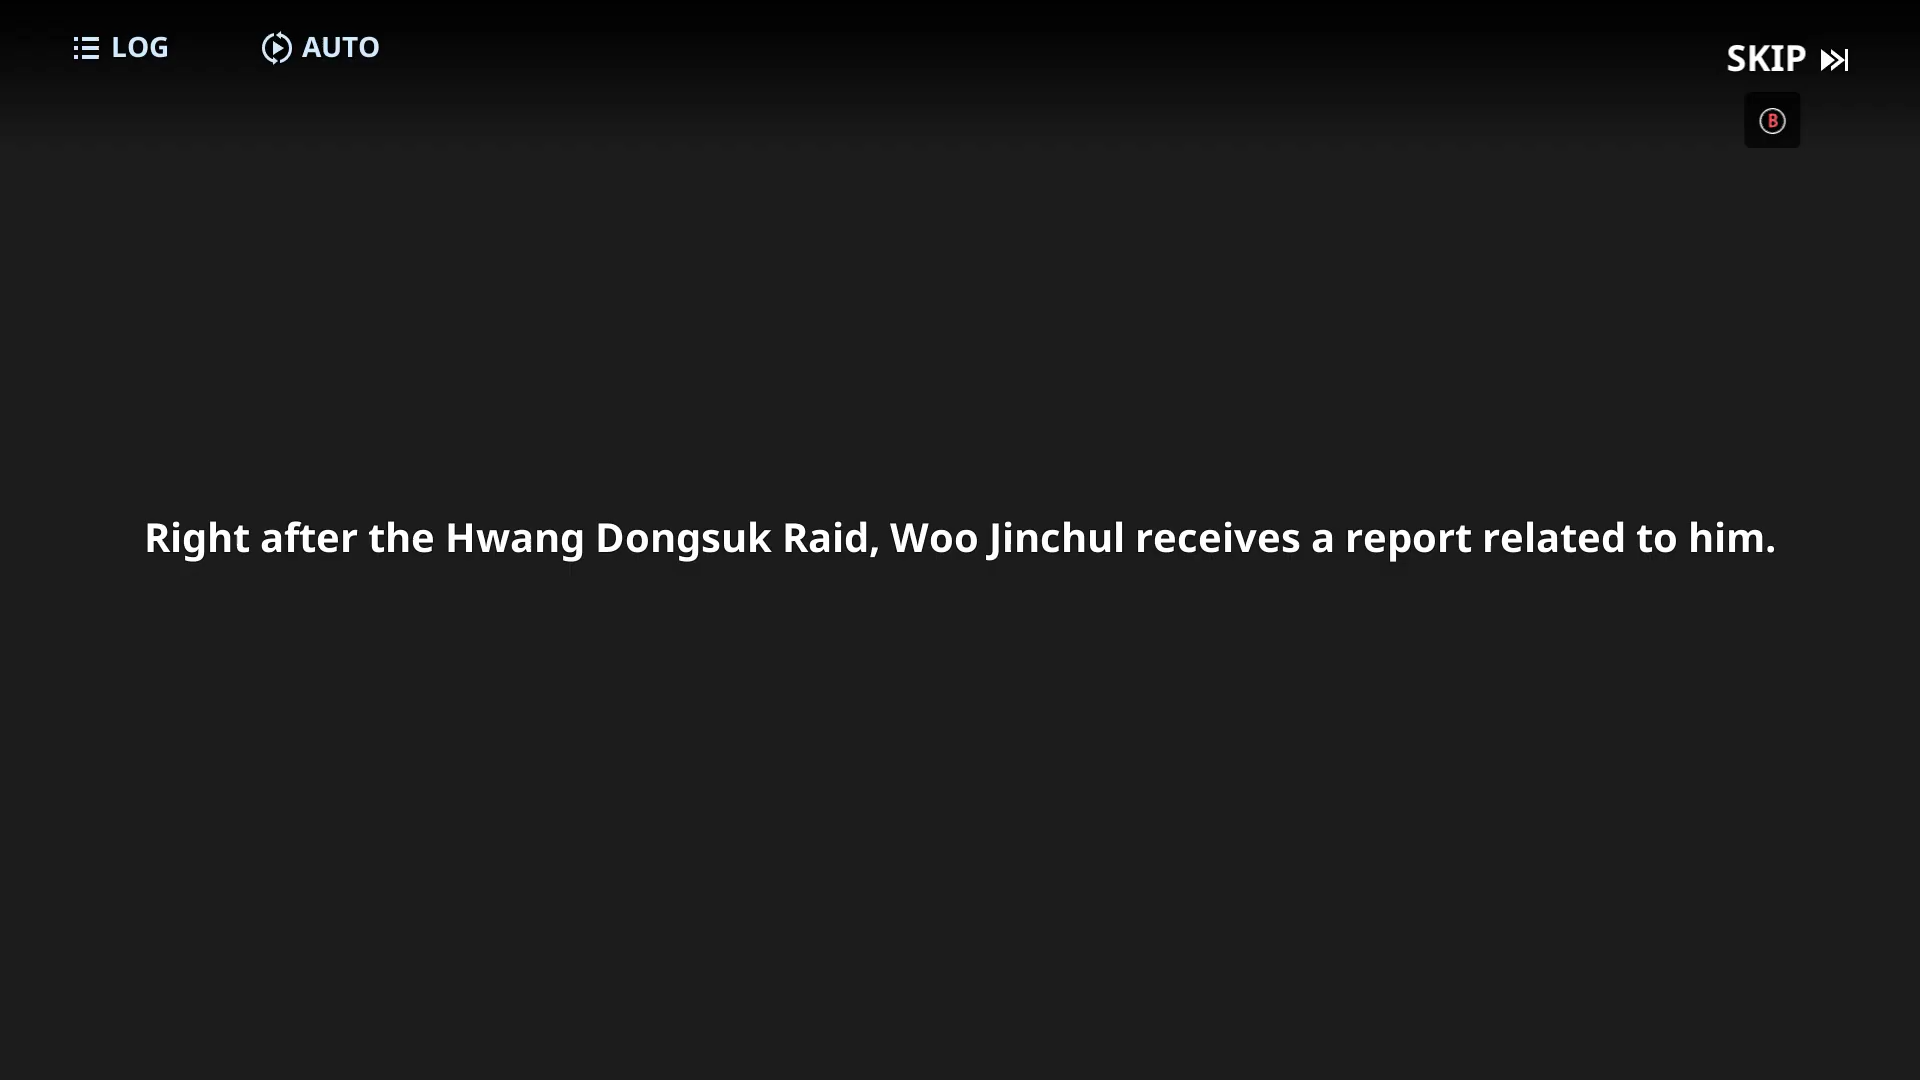 LOG
AUTO
SKIP
B
Right after the Hwang Dongsuk Raid, Woo Jinchul receives a report related to him.